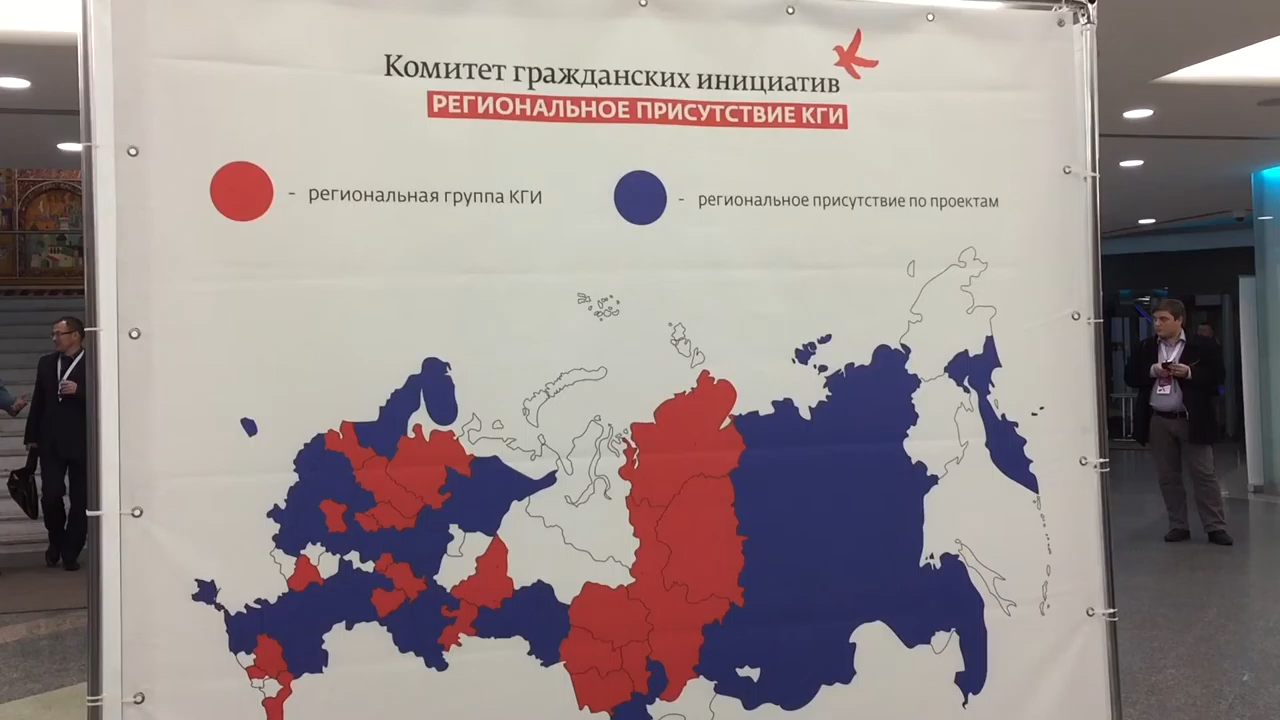 Комитет гражданских инициатив
РЕГИОНАЛЬНОЕ ПРИСУТСТВИЕ КГИ
- региональная группа КГИ
- региональное присутствие по проектам